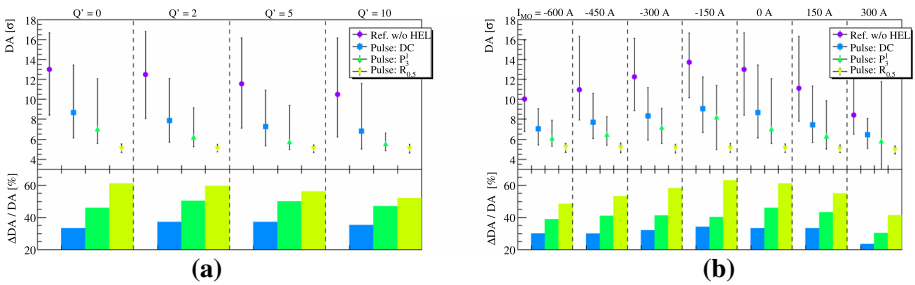 Q' = 0 Q' = 2 Q' = 5 Q' = 10
DA [σ]
18
16
14
12
10
8
6
4
Ref. w/o HEL
Pulse: DC
Pulse: P¹₃
Pulse: R₀.₅
ΔDA / DA [%]
60
40
20
(a)
I_MO = -600 A -450 A -300 A -150 A 0 A 150 A 300 A
DA [σ]
18
16
14
12
10
8
6
4
Ref. w/o HEL
Pulse: DC
Pulse: P¹₃
Pulse: R₀.₅
ΔDA / DA [%]
60
40
20
(b)